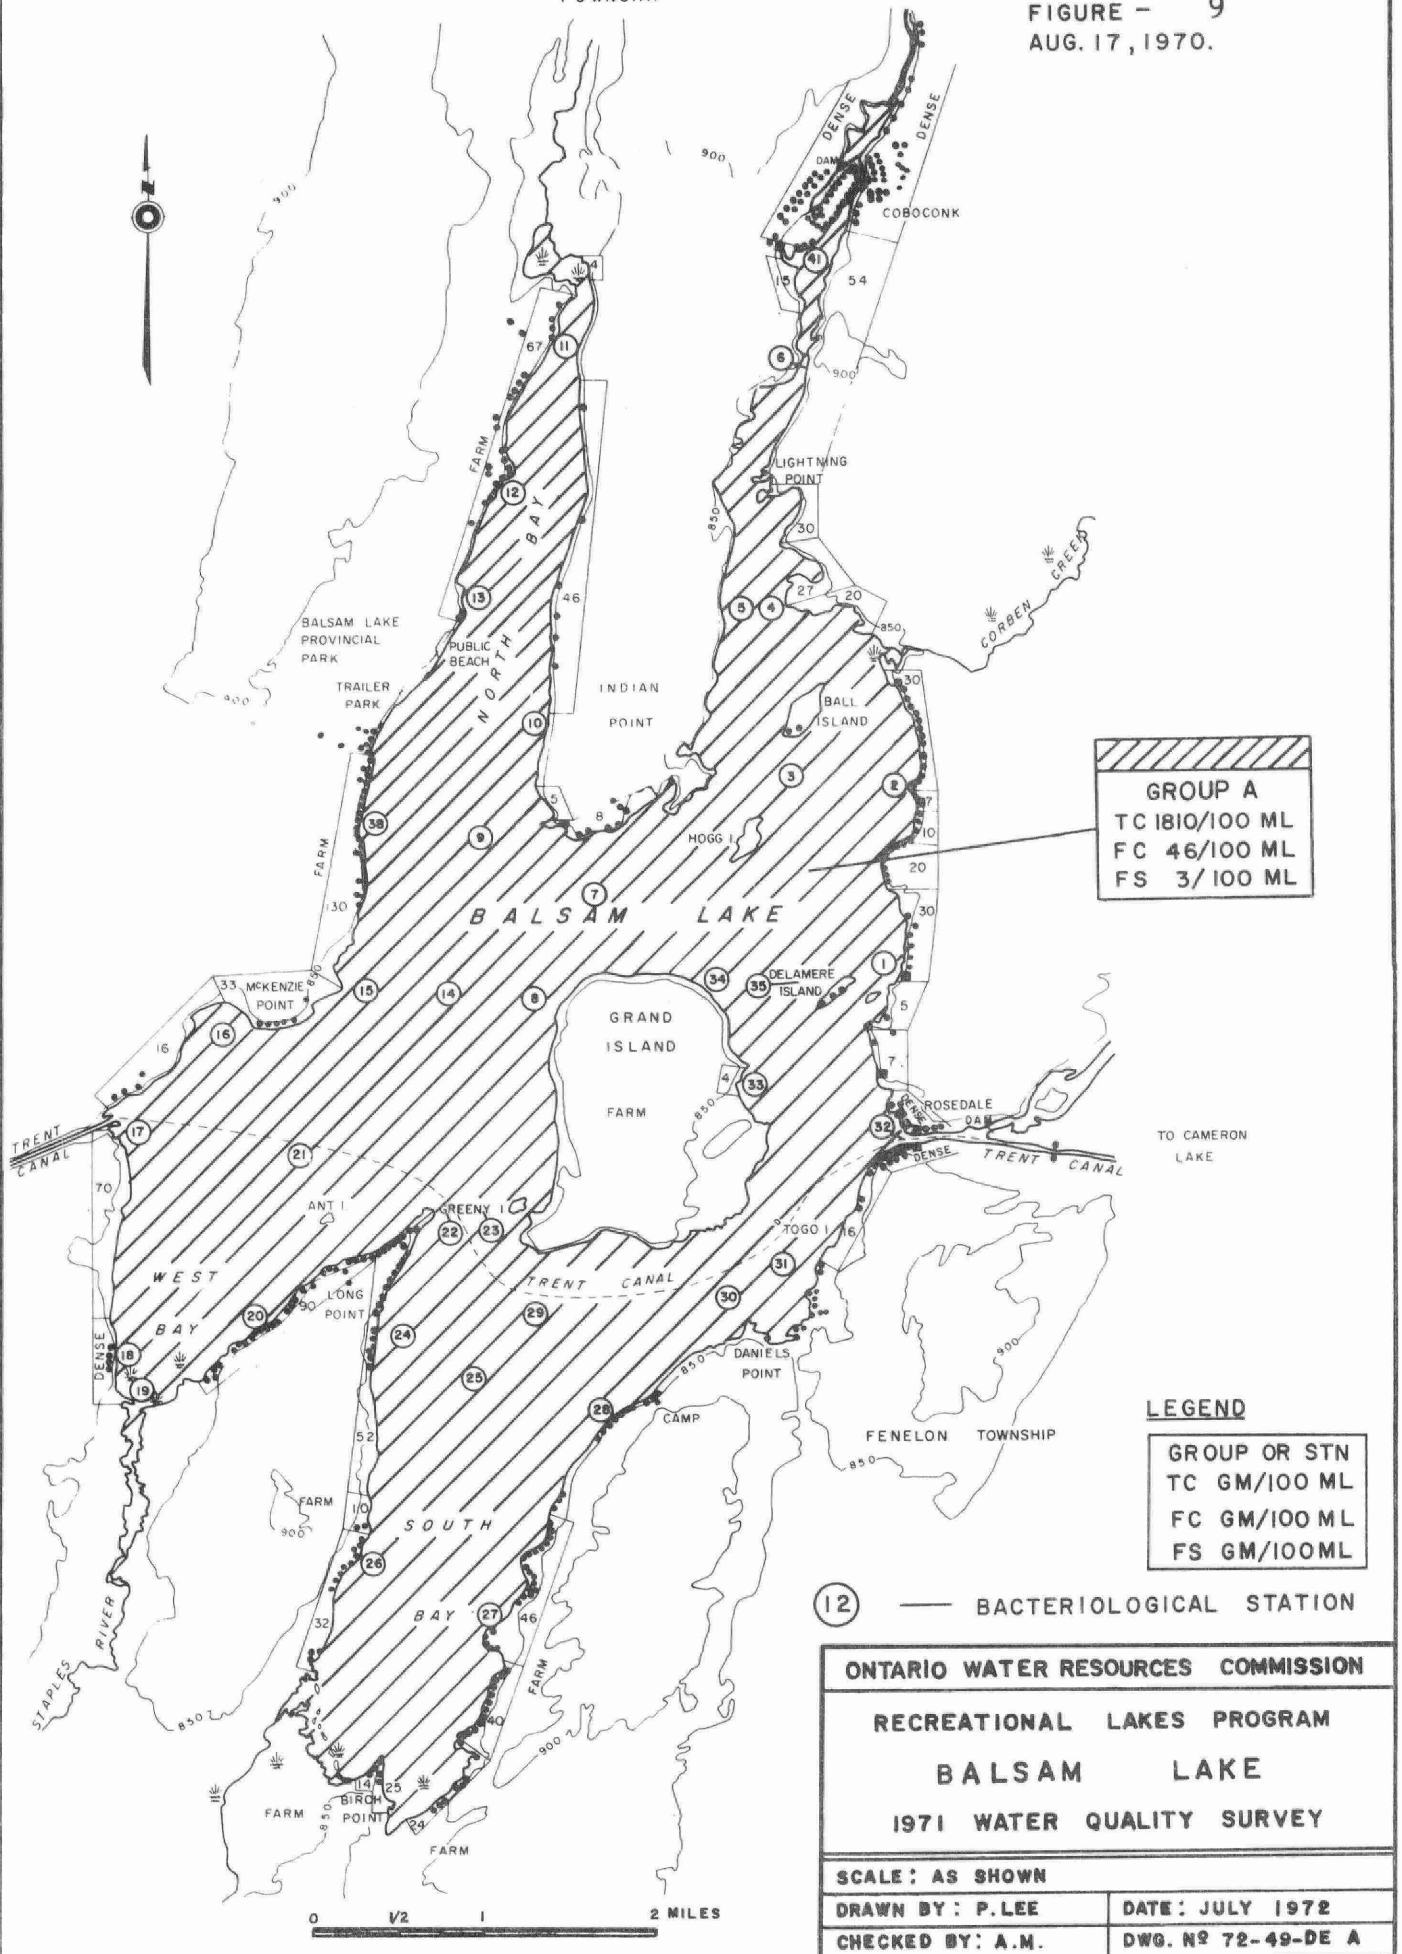 FIGURE - 9
AUG. 17, 1970.
DENSE
DENSE
DAM
COBOCONK
900
900
N
4
41
15
54
67
11
6
900
FARM
LIGHTNING
POINT
12
BAY
850
30
CORBEN CREEK
13
46
5
4
27
20
850
BALSAM LAKE
PROVINCIAL
PARK
PUBLIC
BEACH
NORTH
TRAILER
PARK
900
INDIAN
POINT
10
30
BALL
ISLAND
3
2
7
GROUP A
TC 1810/100 ML
FC 46/100 ML
FS 3/100 ML
5
8
38
9
HOGG I.
10
FARM
20
7
130
BALSAM LAKE
30
1
33
McKENZIE
POINT
850
15
14
8
34
35
DELAMERE
ISLAND
16
16
GRAND
ISLAND
5
7
4
33
FARM
850
DENSE
ROSEDALE
DAM
17
TRENT
CANAL
21
32
DENSE
TRENT CANAL
TO CAMERON
LAKE
70
ANT I.
GREENY I
22
23
TOGO I
16
WEST
BAY
TRENT CANAL
31
30
29
90
LONG
POINT
20
24
DENSE
18
19
25
DANIELS
POINT
850
900
28
CAMP
LEGEND
52
FENELON TOWNSHIP
850
GROUP OR STN
TC GM/100 ML
FC GM/100 ML
FS GM/100ML
FARM
900
10
SOUTH
26
BAY
27
46
12 — BACTERIOLOGICAL STATION
32
STAPLES RIVER
FARM
ONTARIO WATER RESOURCES COMMISSION
850
40
900
RECREATIONAL LAKES PROGRAM
BALSAM LAKE
1971 WATER QUALITY SURVEY
14
25
BIRCH
POINT
FARM
850
24
FARM
SCALE: AS SHOWN
DRAWN BY: P. LEE
DATE: JULY 1972
CHECKED BY: A.M.
DWG. Nº 72-49-DE A
0 1/2 1 2 MILES